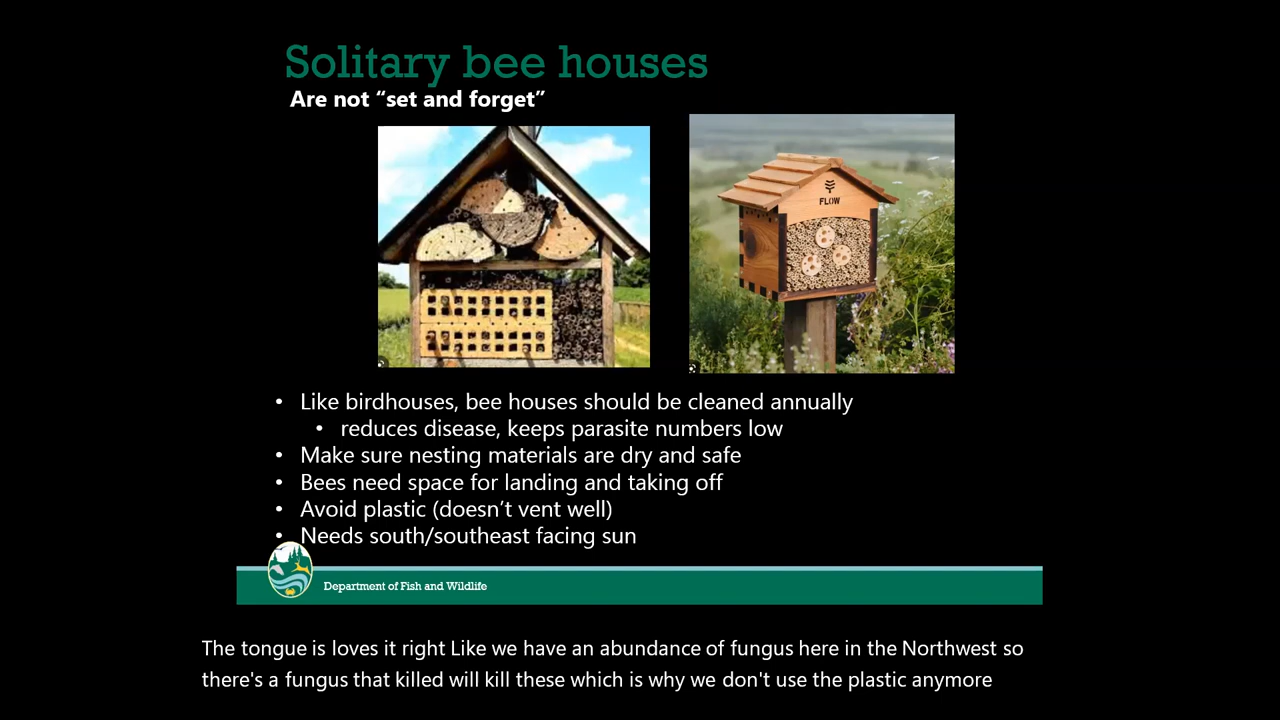 Solitary bee houses
Are not “set and forget”
FLOW
• Like birdhouses, bee houses should be cleaned annually
• reduces disease, keeps parasite numbers low
• Make sure nesting materials are dry and safe
• Bees need space for landing and taking off
• Avoid plastic (doesn’t vent well)
• Needs south/southeast facing sun
Department of Fish and Wildlife
The tongue is loves it right Like we have an abundance of fungus here in the Northwest so
there's a fungus that killed will kill these which is why we don't use the plastic anymore